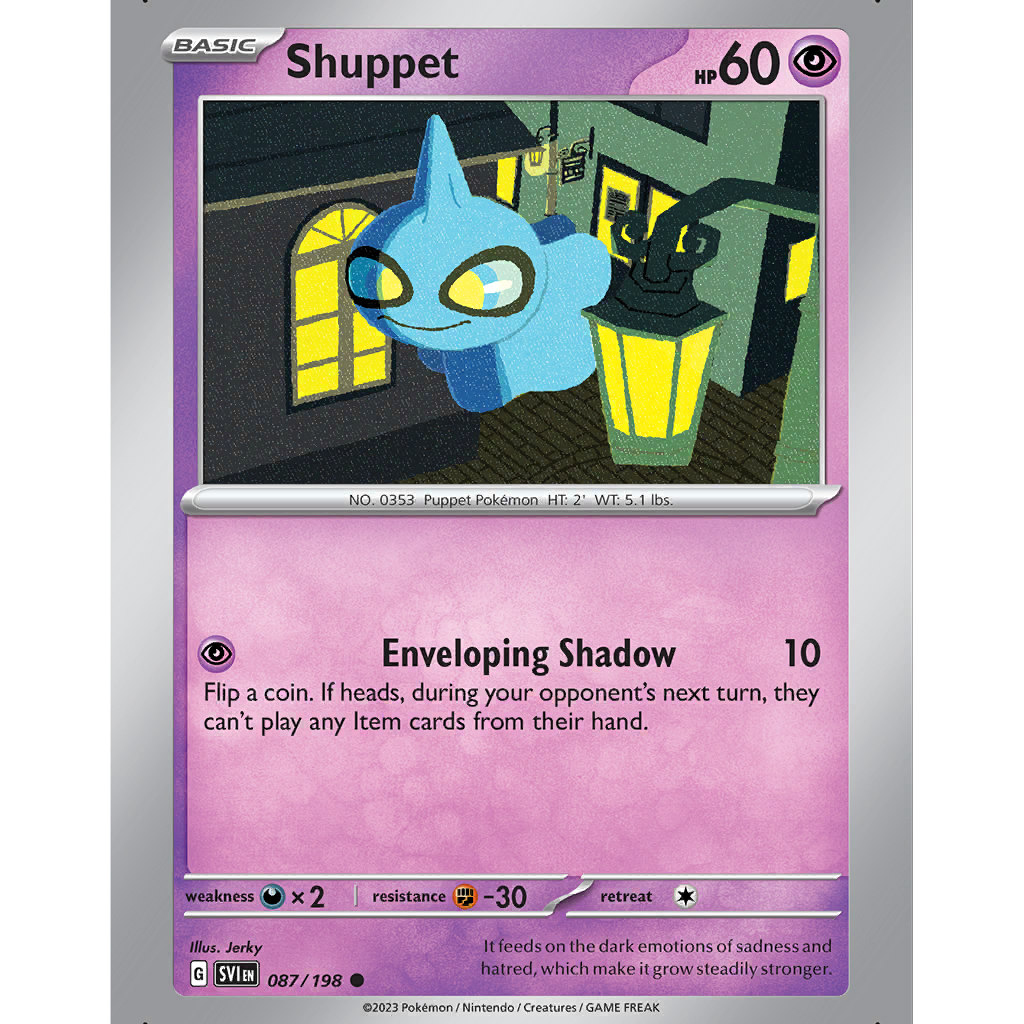 BASIC Shuppet HP 60
NO. 0353 Puppet Pokémon HT: 2' WT: 5.1 lbs.
Enveloping Shadow 10
Flip a coin. If heads, during your opponent's next turn, they
can't play any Item cards from their hand.
weakness ×2 resistance -30 retreat
Illus. Jerky
G SVI EN 087/198
It feeds on the dark emotions of sadness and
hatred, which make it grow steadily stronger.
©2023 Pokémon / Nintendo / Creatures / GAME FREAK